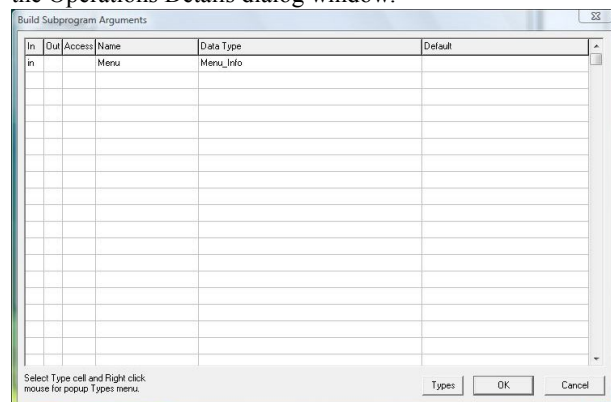 the Operations Details dialog window.
Build Subprogram Arguments
In Out Access Name Data Type Default
in Menu Menu_Info
Select Type cell and Right click
mouse for popup Types menu.
Types OK Cancel